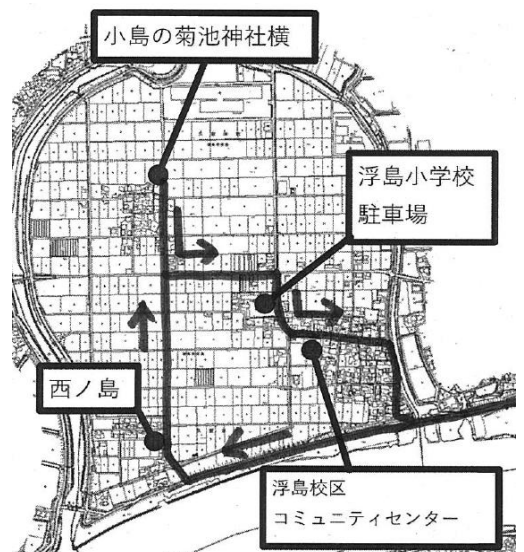 小島の菊池神社横
浮島小学校
駐車場
西ノ島
浮島校区
コミュニティセンター